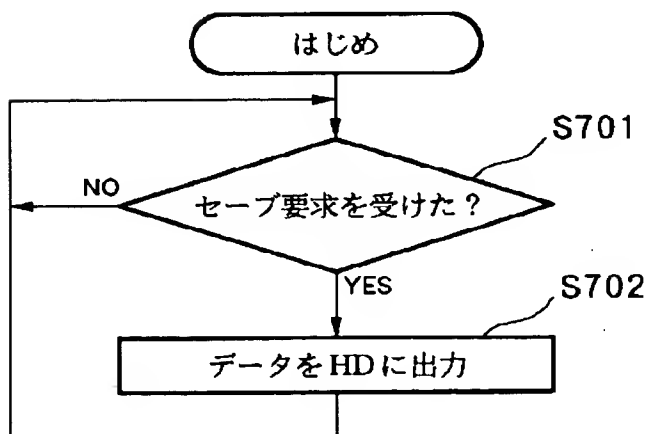 はじめ
S701
NO
セーブ要求を受けた?
YES
S702
データをHDに出力